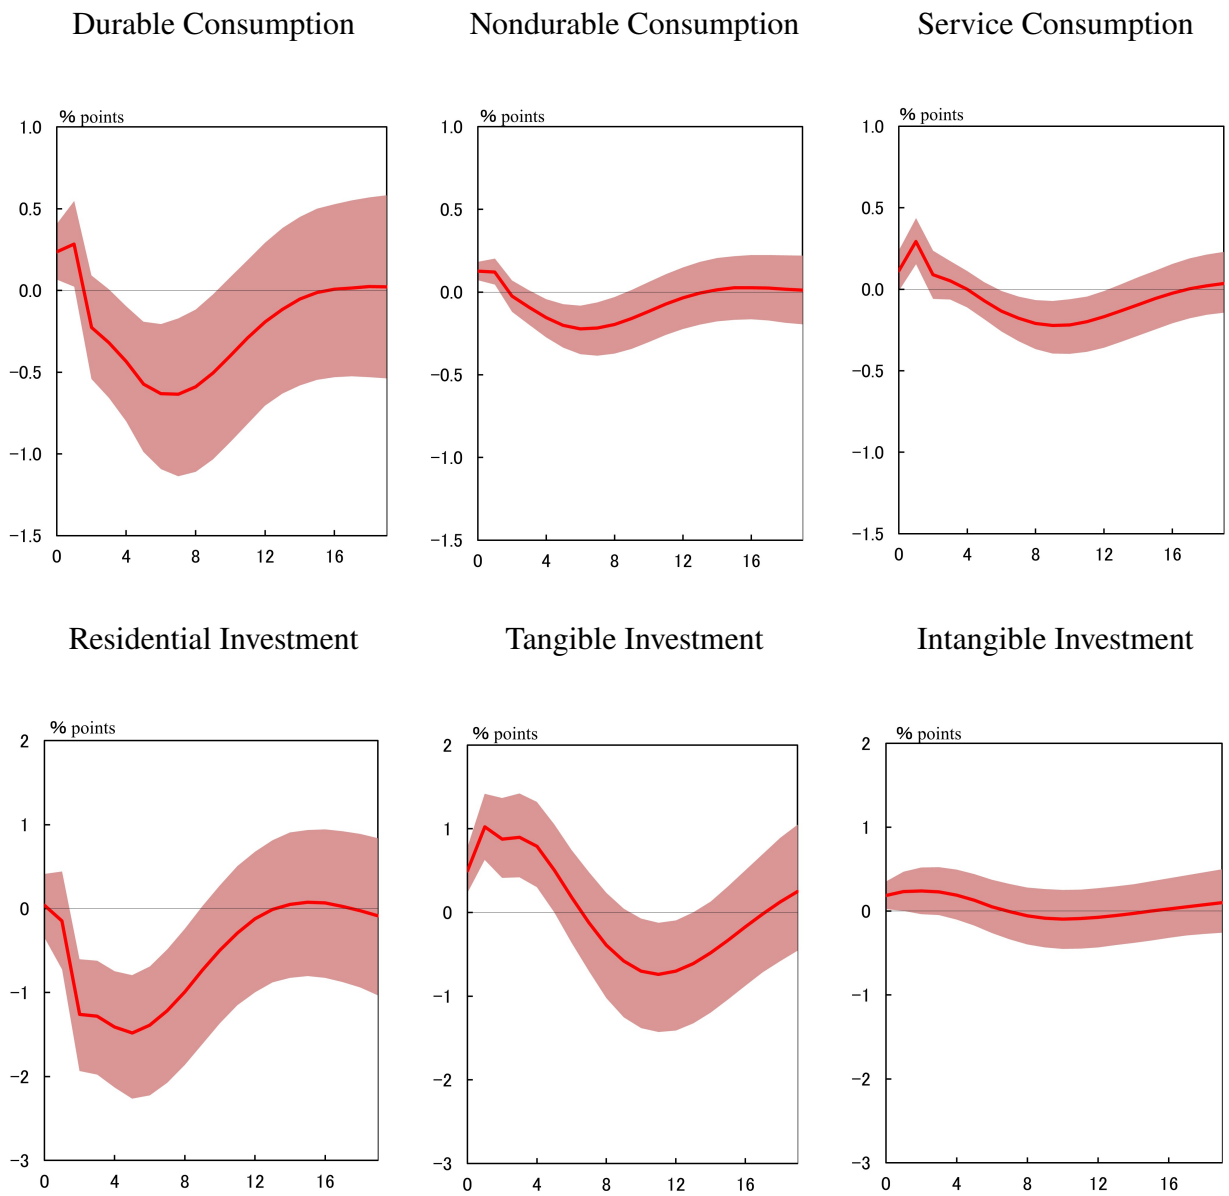 Durable Consumption
Nondurable Consumption
Service Consumption
% points
1.0
0.5
0.0
−0.5
−1.0
−1.5
0 4 8 12 16
% points
1.0
0.5
0.0
−0.5
−1.0
−1.5
0 4 8 12 16
% points
1.0
0.5
0.0
−0.5
−1.0
−1.5
0 4 8 12 16
Residential Investment
Tangible Investment
Intangible Investment
% points
2
1
0
−1
−2
−3
0 4 8 12 16
% points
2
1
0
−1
−2
−3
0 4 8 12 16
% points
2
1
0
−1
−2
−3
0 4 8 12 16